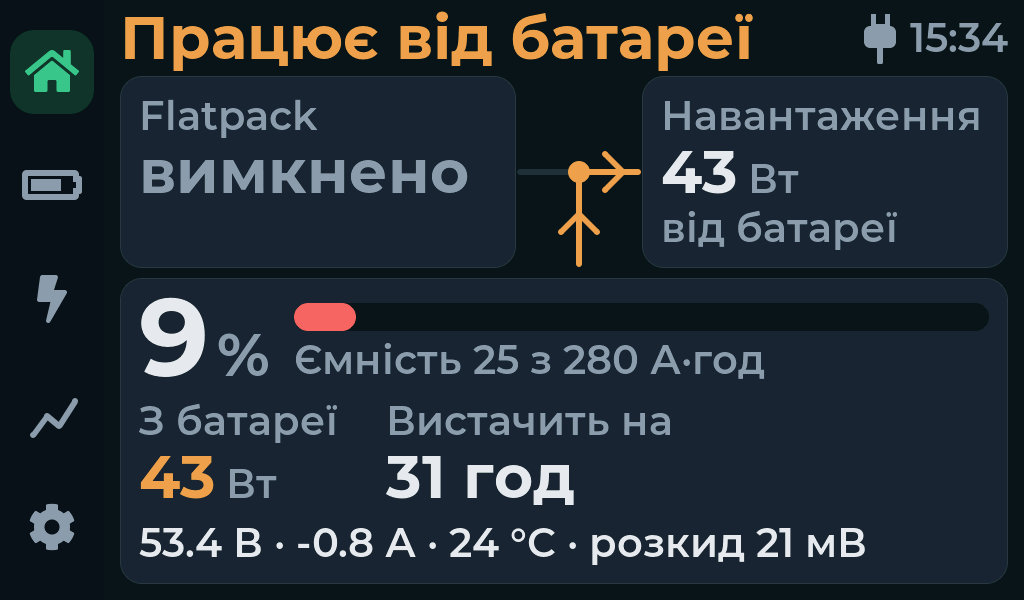 Працює від батареї
15:34
Flatpack
вимкнено
Навантаження
43 Вт
від батареї
9 %
Ємність 25 з 280 А·год
З батареї
43 Вт
Вистачить на
31 год
53.4 В · -0.8 А · 24 °C · розкид 21 мВ